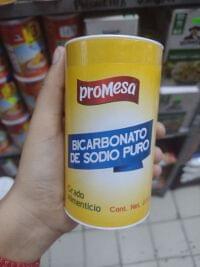 proMesa
BICARBONATO
DE SODIO PURO
Grado
Alimenticio
Cont. Net.